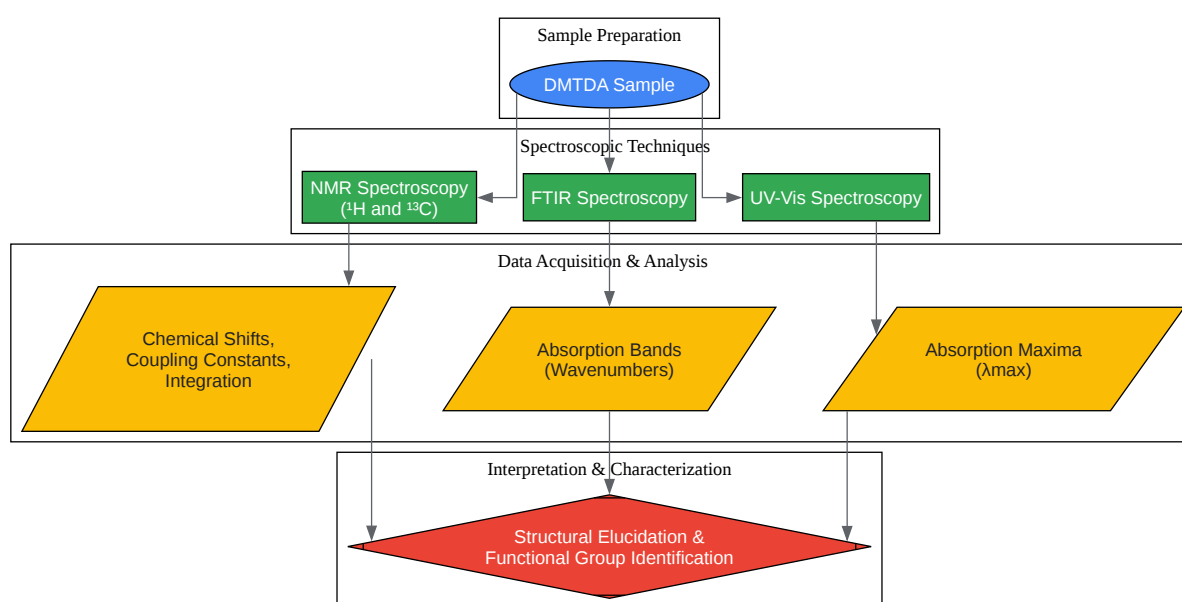 Sample Preparation
DMTDA Sample
Spectroscopic Techniques
NMR Spectroscopy
(¹H and ¹³C)
FTIR Spectroscopy
UV-Vis Spectroscopy
Data Acquisition & Analysis
Chemical Shifts,
Coupling Constants,
Integration
Absorption Bands
(Wavenumbers)
Absorption Maxima
(λmax)
Interpretation & Characterization
Structural Elucidation &
Functional Group Identification